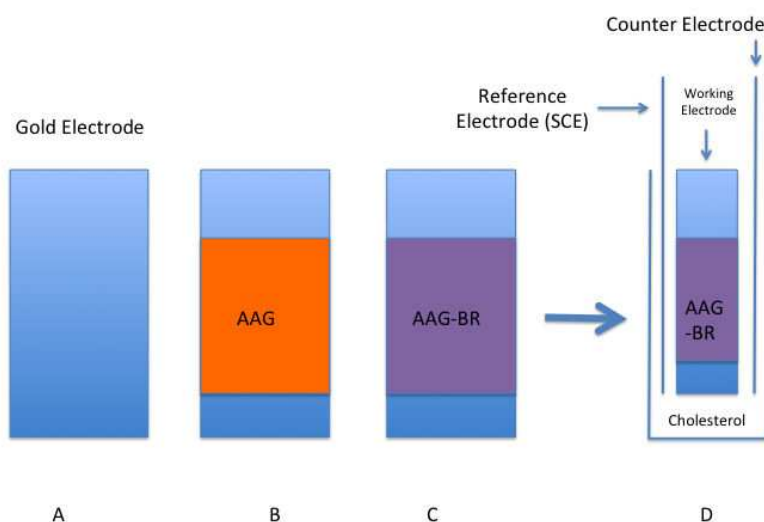 Counter Electrode
Reference
Electrode (SCE)
Working
Electrode
Gold Electrode
AAG
AAG-BR
AAG
-BR
Cholesterol
A
B
C
D